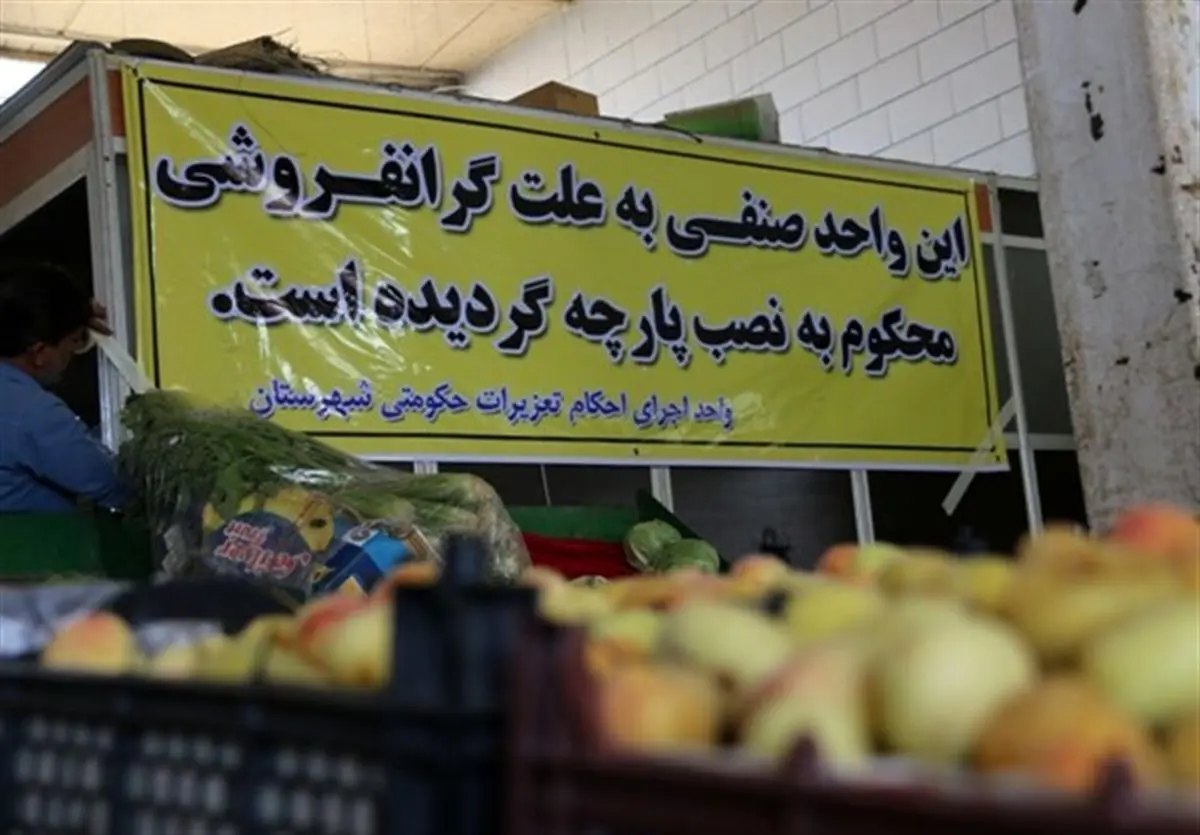 این واحد صنفی به علت گرانفروشی
محکوم به نصب پارچه گردیده است.
واحد اجرای احکام تعزیرات حکومتی شهرستان